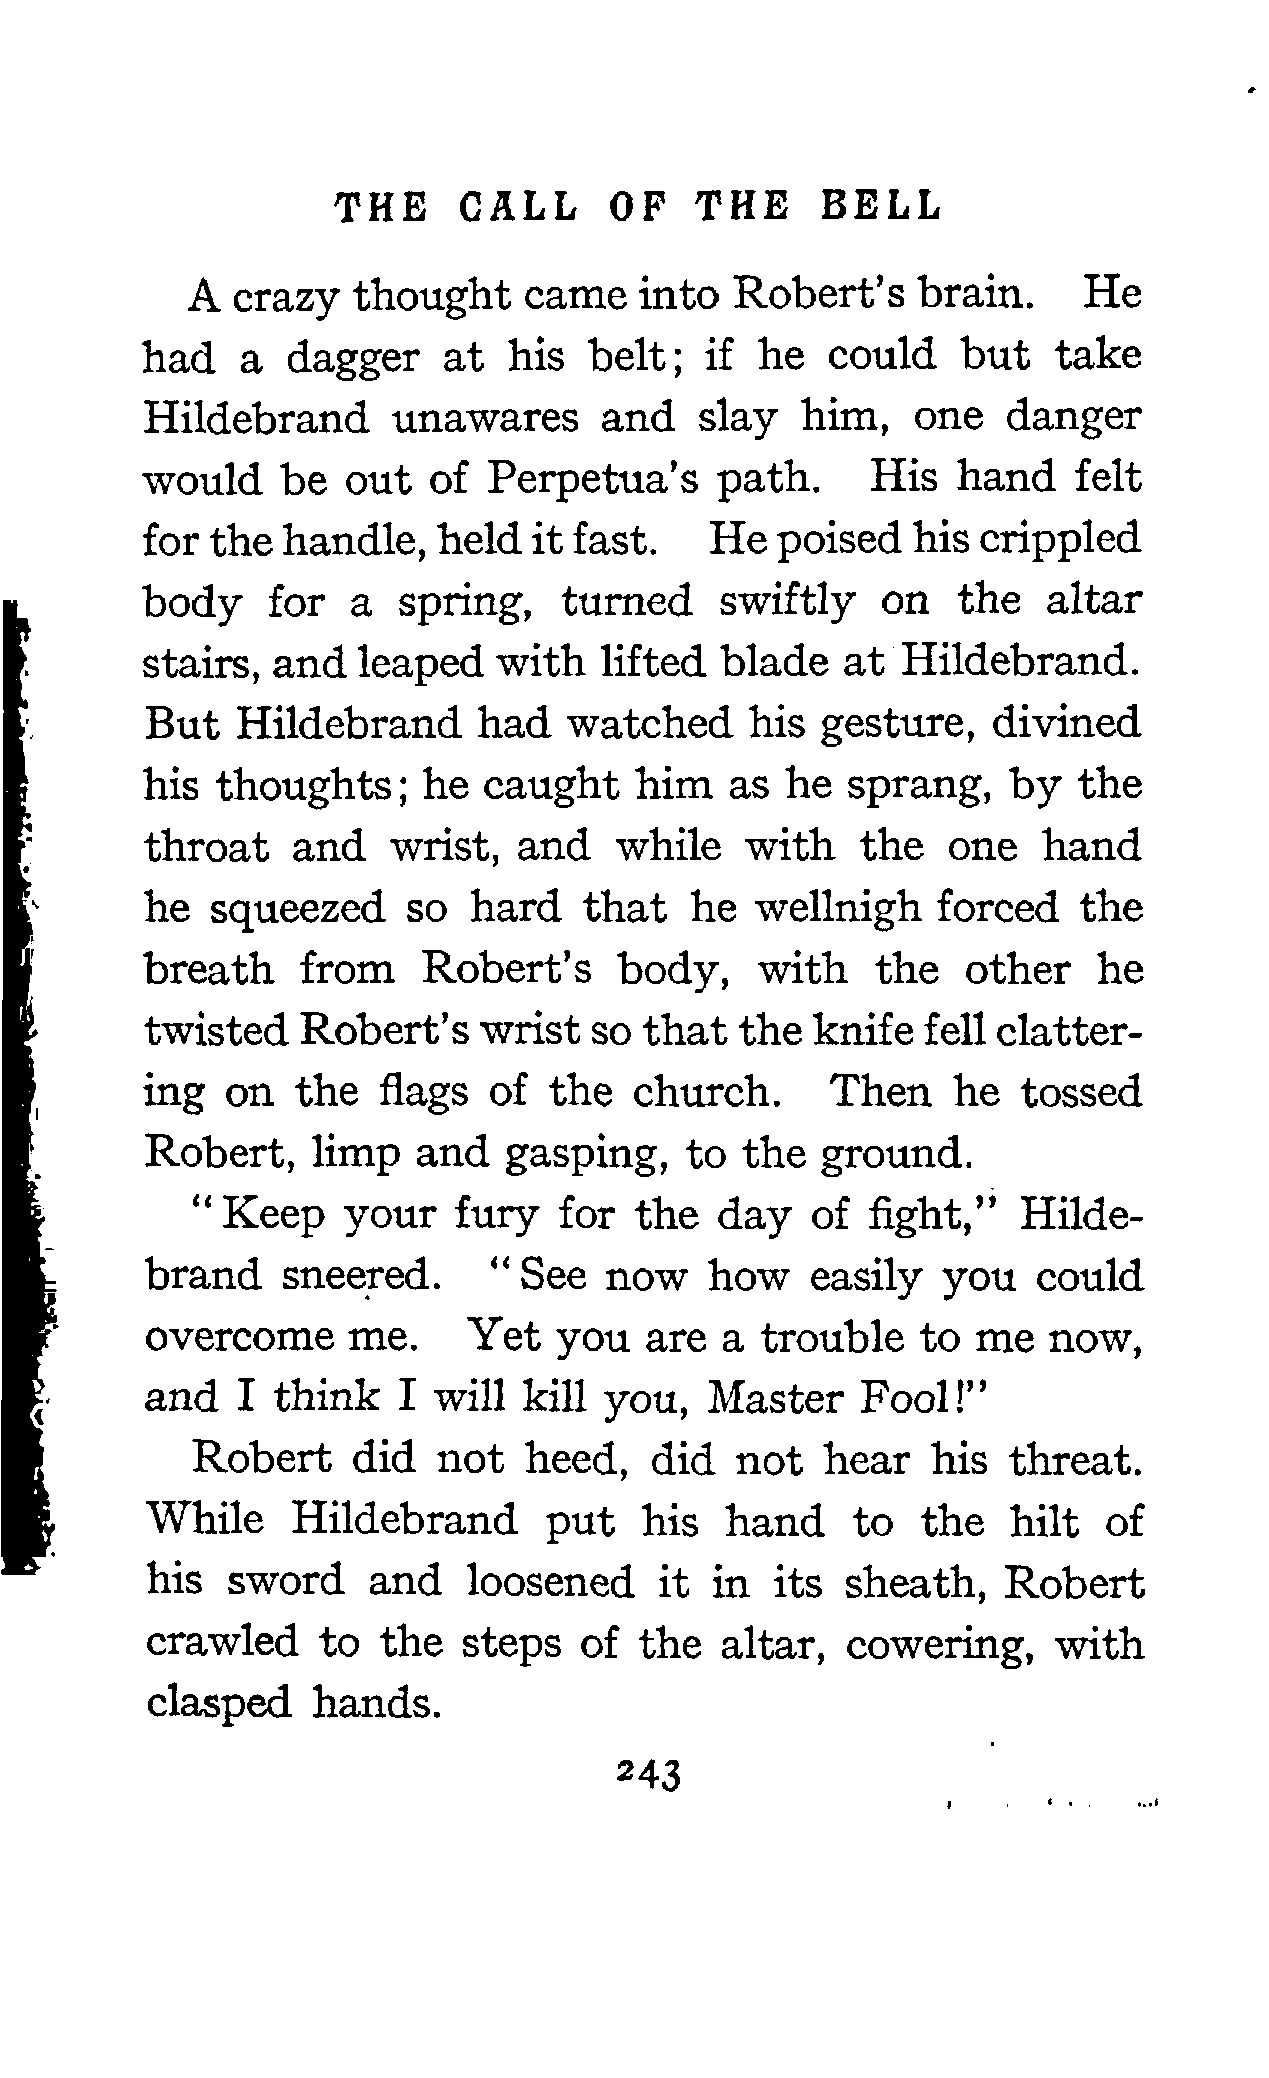 THE CALL OF THE BELL
A crazy thought came into Robert's brain. He
had a dagger at his belt; if he could but take
Hildebrand unawares and slay him, one danger
would be out of Perpetua's path. His hand felt
for the handle, held it fast. He poised his crippled
body for a spring, turned swiftly on the altar
stairs, and leaped with lifted blade at Hildebrand.
But Hildebrand had watched his gesture, divined
his thoughts; he caught him as he sprang, by the
throat and wrist, and while with the one hand
he squeezed so hard that he wellnigh forced the
breath from Robert's body, with the other he
twisted Robert's wrist so that the knife fell clatter-
ing on the flags of the church. Then he tossed
Robert, limp and gasping, to the ground.
"Keep your fury for the day of fight," Hilde-
brand sneered. "See now how easily you could
overcome me. Yet you are a trouble to me now,
and I think I will kill you, Master Fool!"
Robert did not heed, did not hear his threat.
While Hildebrand put his hand to the hilt of
his sword and loosened it in its sheath, Robert
crawled to the steps of the altar, cowering, with
clasped hands.
243